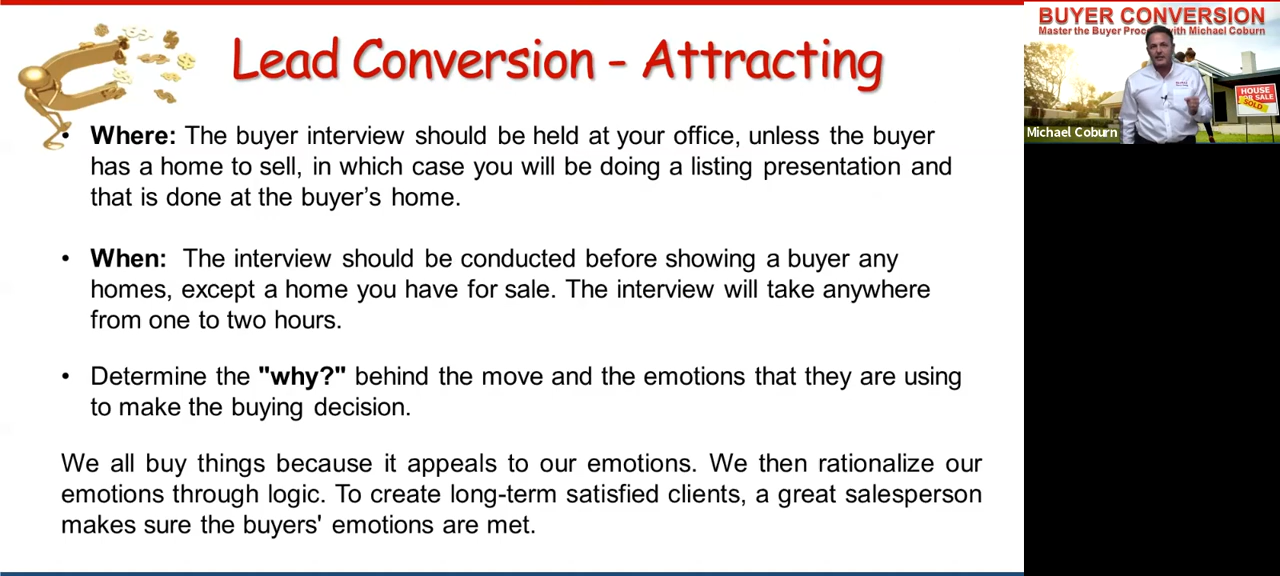 Lead Conversion - Attracting
• Where: The buyer interview should be held at your office, unless the buyer
has a home to sell, in which case you will be doing a listing presentation and
that is done at the buyer's home.
• When: The interview should be conducted before showing a buyer any
homes, except a home you have for sale. The interview will take anywhere
from one to two hours.
• Determine the "why?" behind the move and the emotions that they are using
to make the buying decision.
We all buy things because it appeals to our emotions. We then rationalize our
emotions through logic. To create long-term satisfied clients, a great salesperson
makes sure the buyers' emotions are met.
BUYER CONVERSION
Master the Buyer Proc with Michael Coburn
HOUSE
FOR SALE
SOLD
Michael Coburn